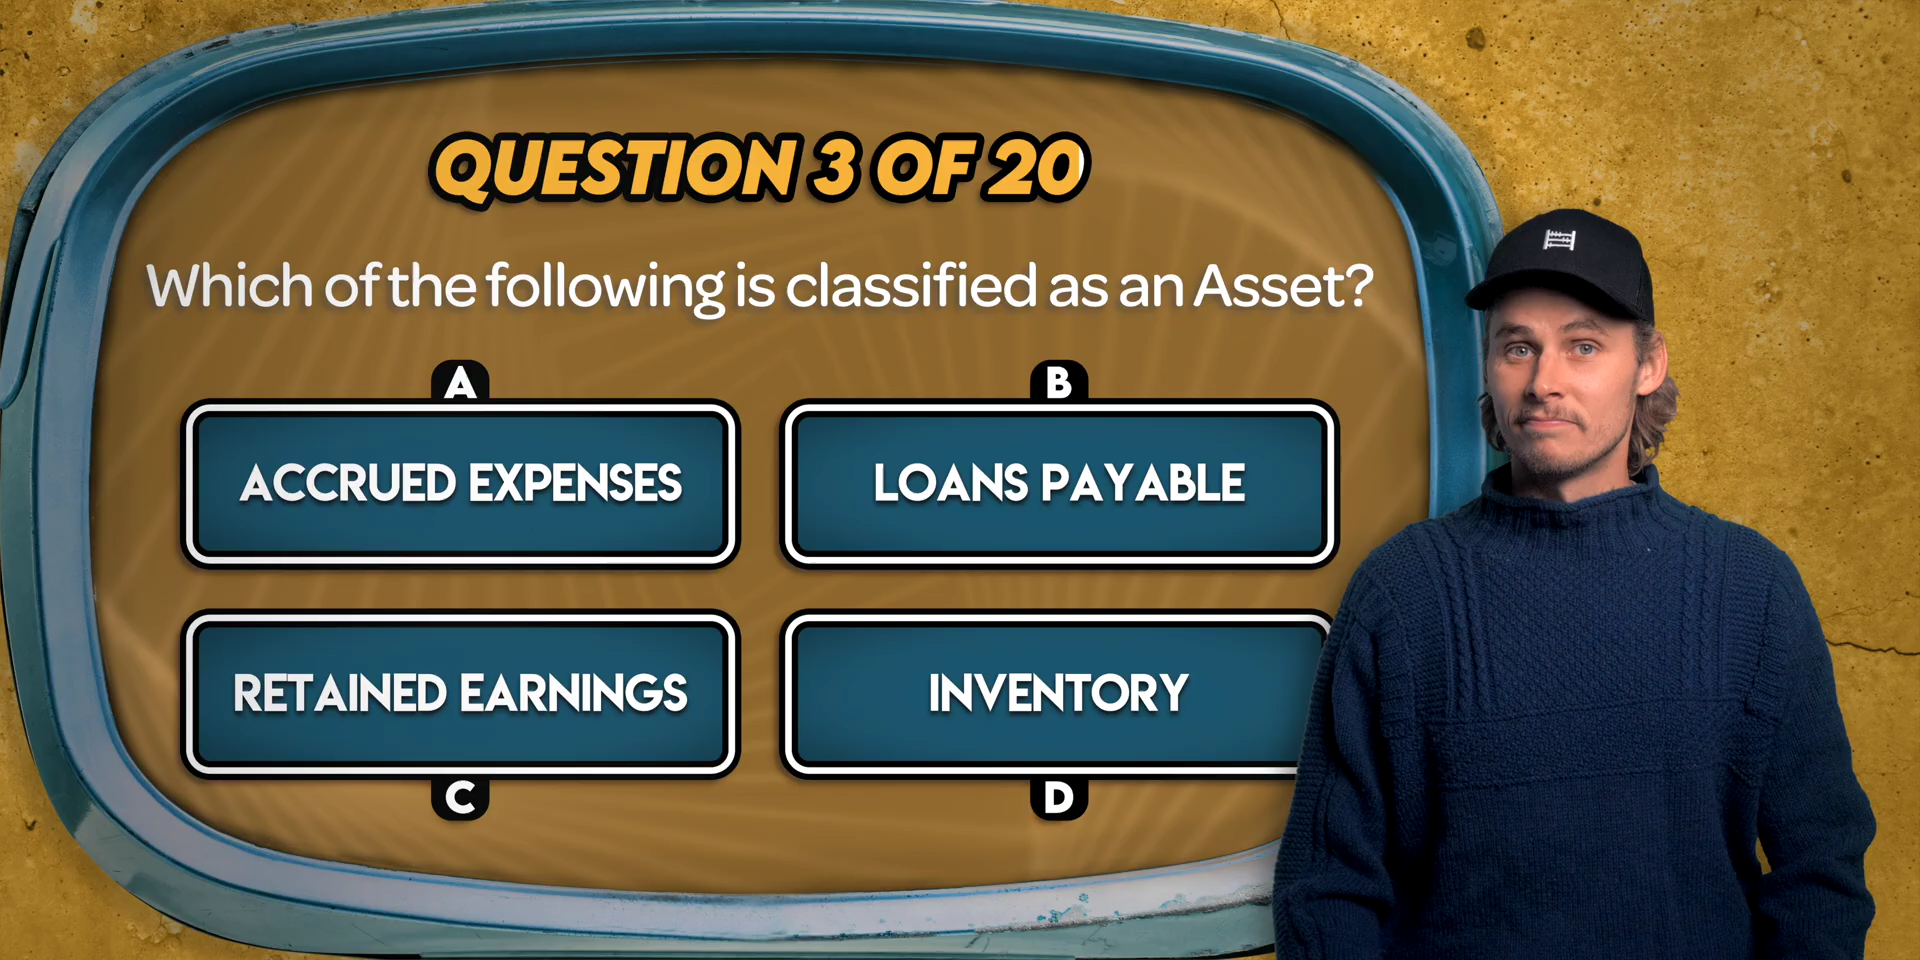 QUESTION 3 OF 20
Which of the following is classified as an Asset?
A
ACCRUED EXPENSES
B
LOANS PAYABLE
RETAINED EARNINGS
C
INVENTORY
D